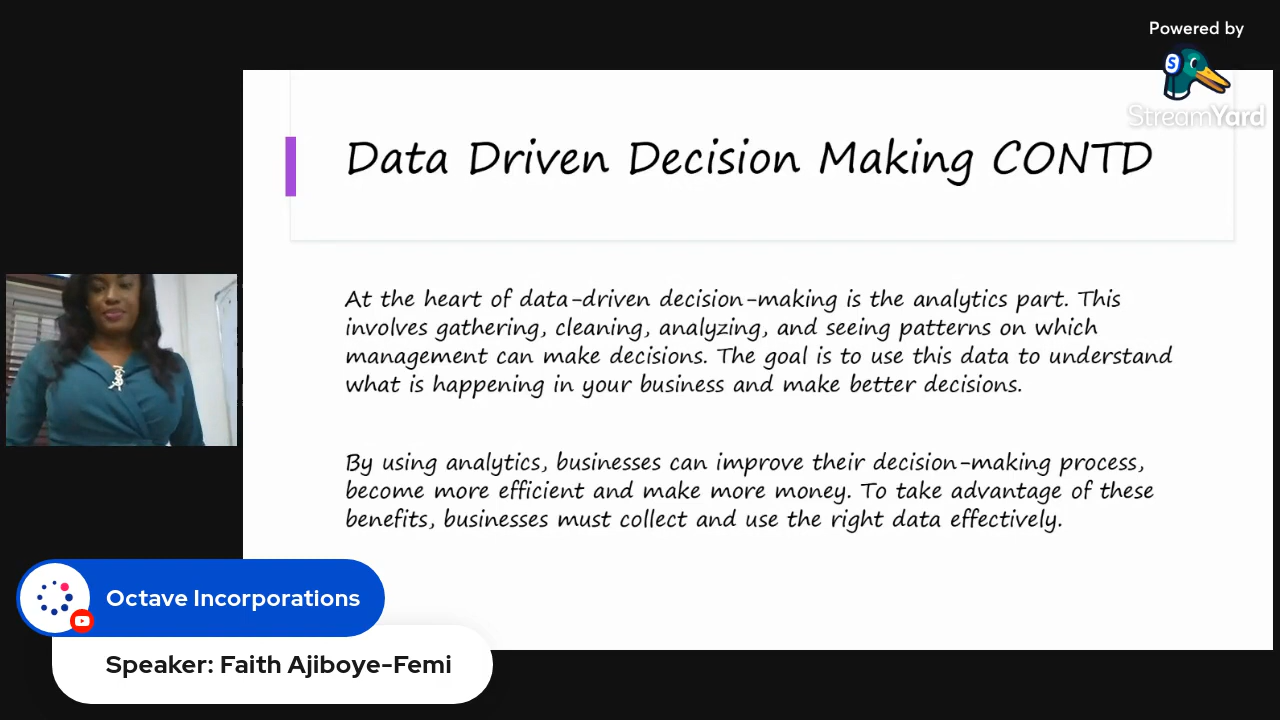 Powered by
StreamYard
Data Driven Decision Making CONTD
At the heart of data-driven decision-making is the analytics part. This
involves gathering, cleaning, analyzing, and seeing patterns on which
management can make decisions. The goal is to use this data to understand
what is happening in your business and make better decisions.
By using analytics, businesses can improve their decision-making process,
become more efficient and make more money. To take advantage of these
benefits, businesses must collect and use the right data effectively.
Octave Incorporations
Speaker: Faith Ajiboye-Femi